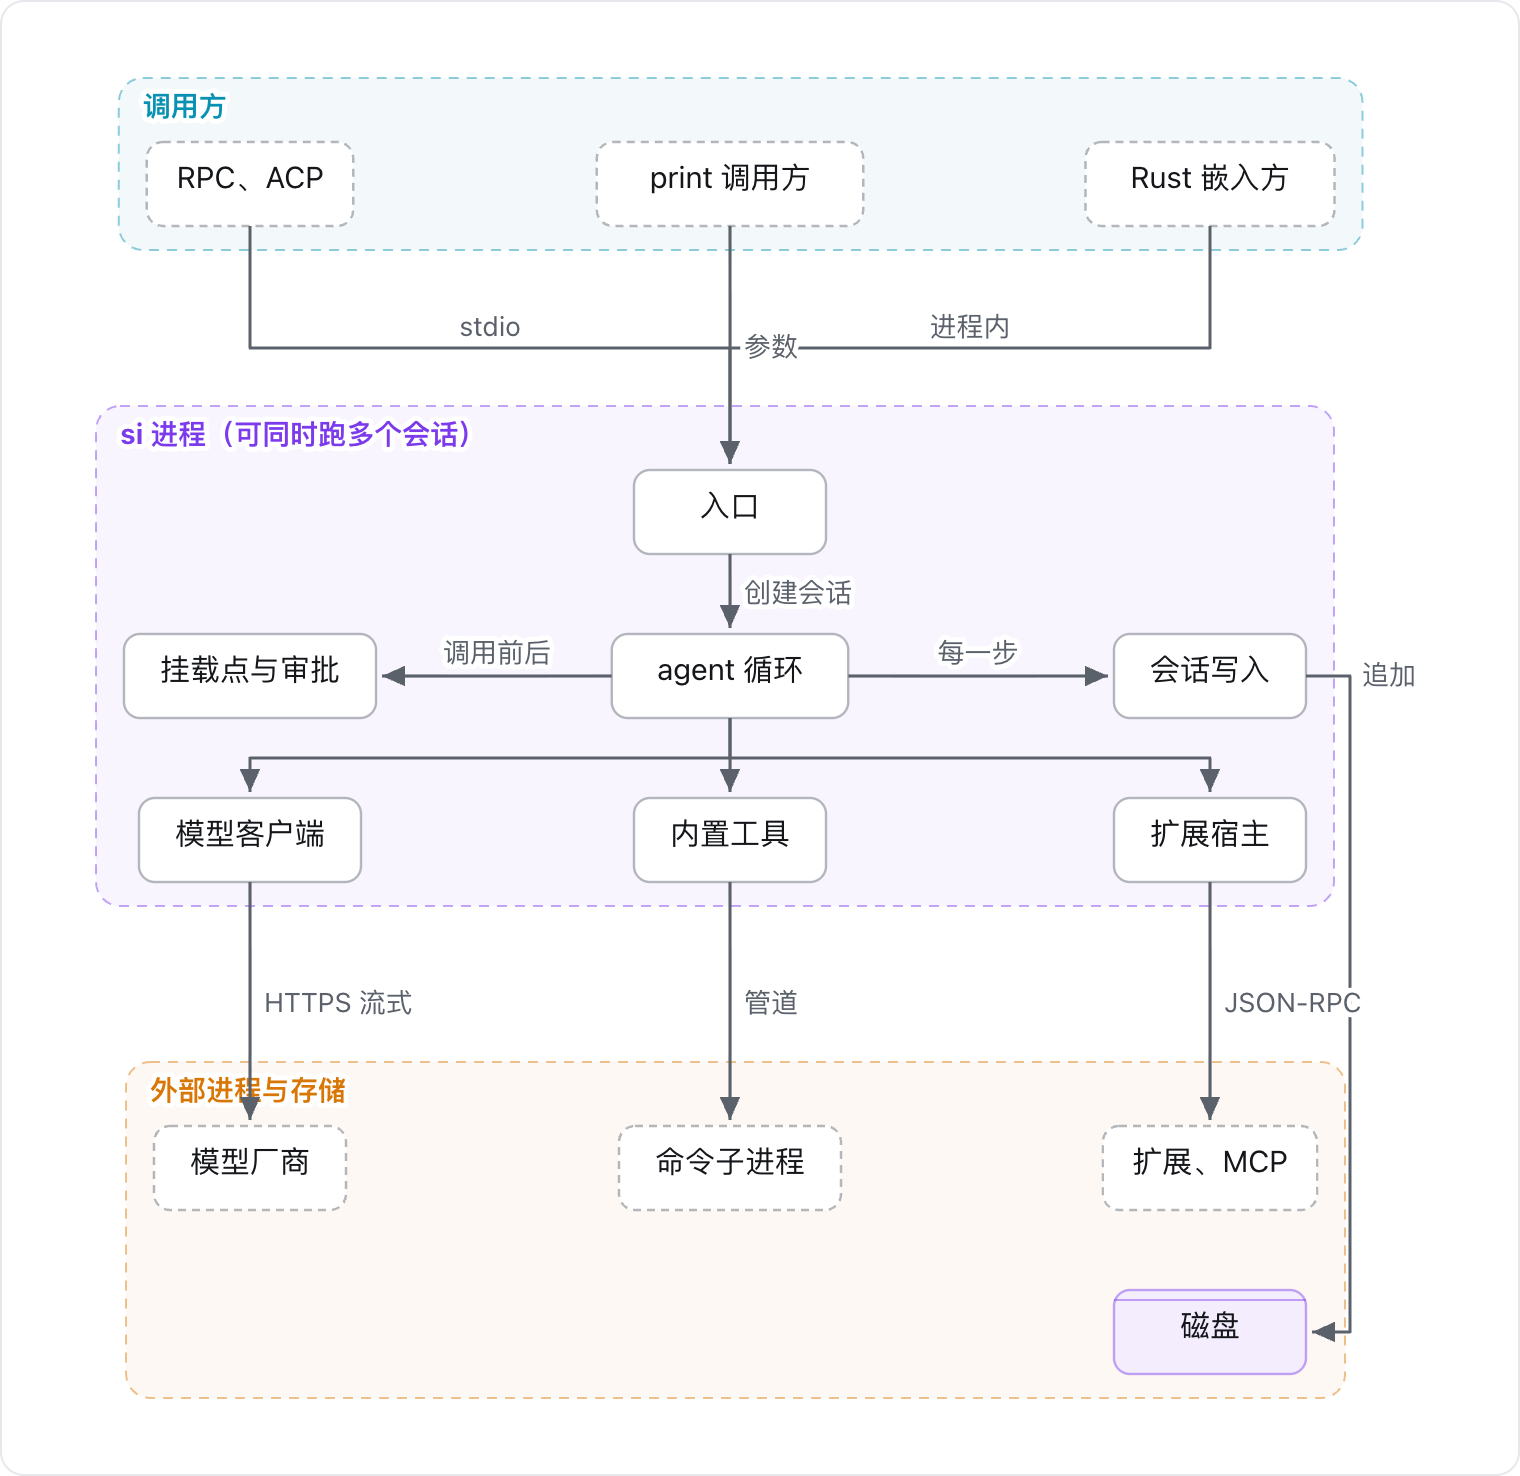 调用方
RPC、ACP
print 调用方
Rust 嵌入方
stdio
参数
进程内
si 进程（可同时跑多个会话）
入口
创建会话
挂载点与审批
调用前后
agent 循环
每一步
会话写入
追加
模型客户端
内置工具
扩展宿主
HTTPS 流式
管道
JSON-RPC
外部进程与存储
模型厂商
命令子进程
扩展、MCP
磁盘